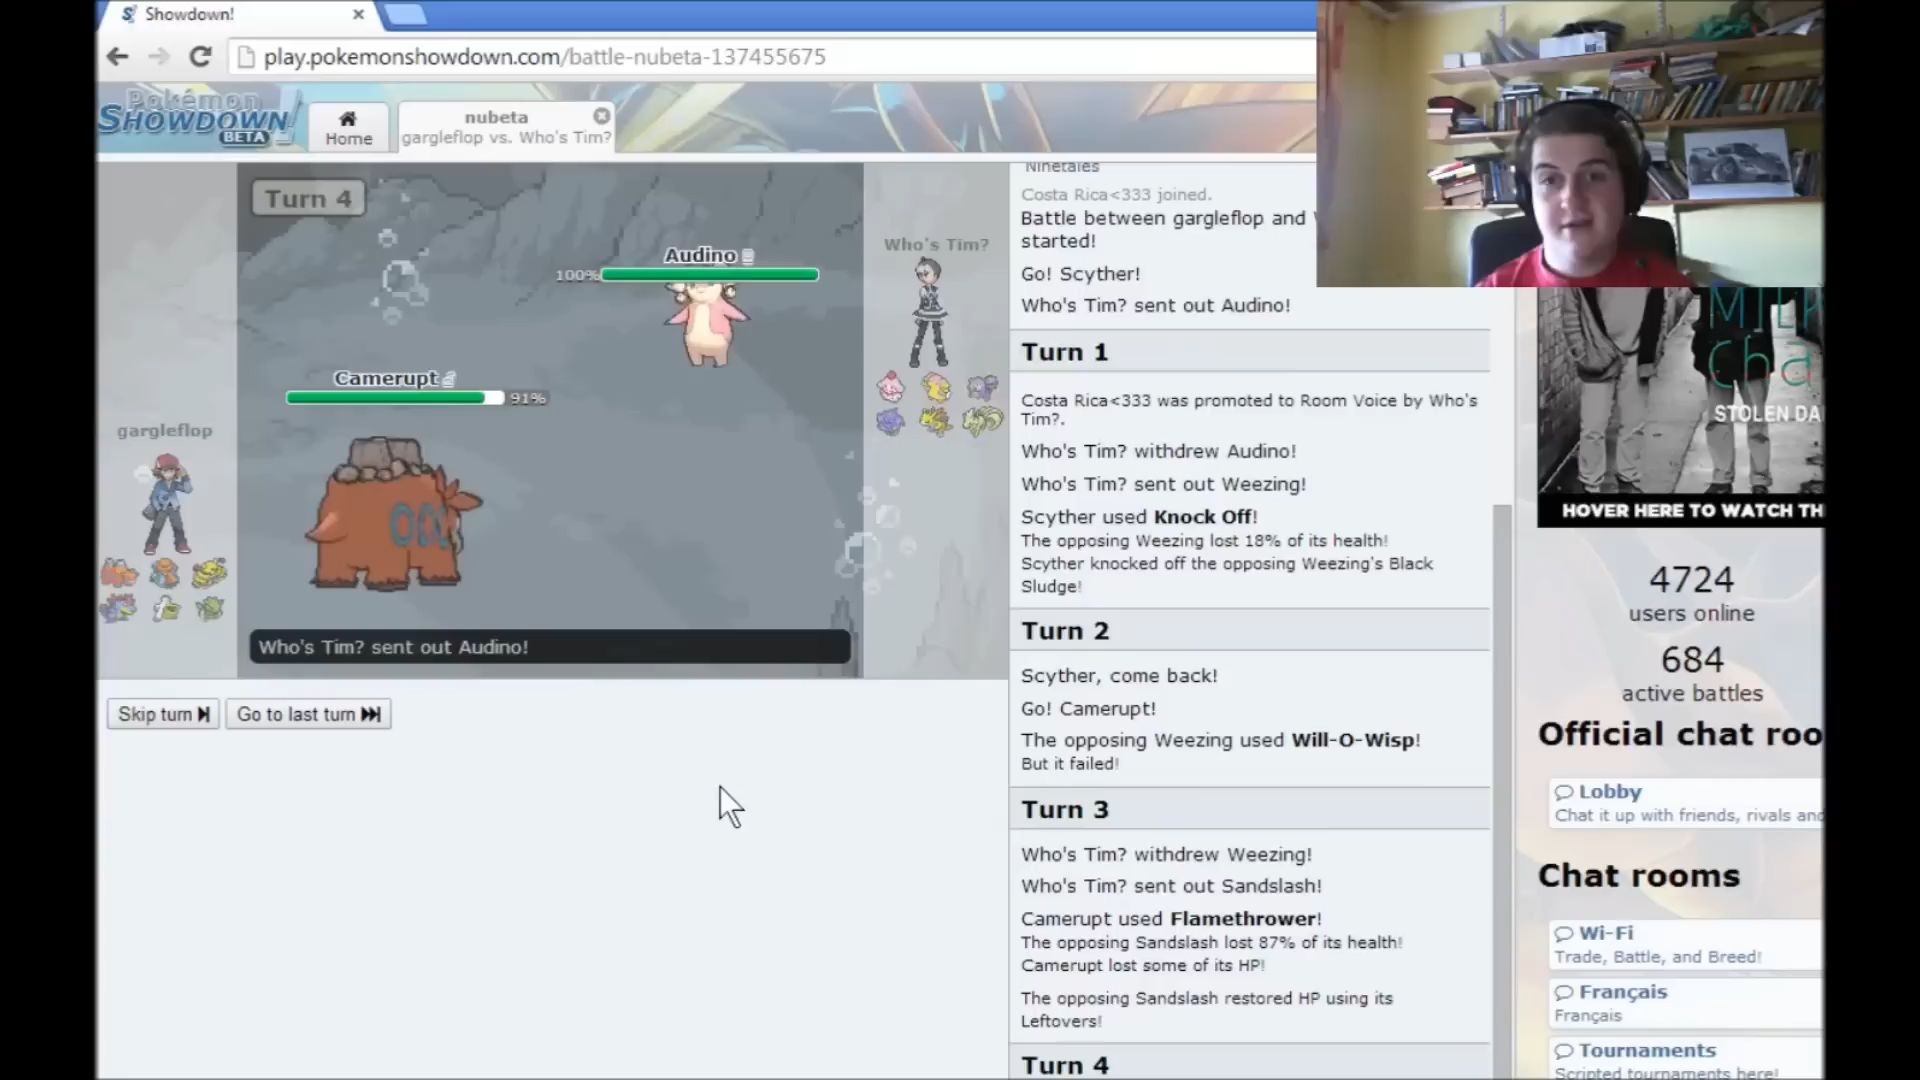 Showdown!
play.pokemonshowdown.com/battle-nubeta-137455675
Pokémon
SHOWDOWN!
BETA
Home
nubeta
gargleflop vs. Who's Tim?
Turn 4
Audino
100%
Camerupt
91%
gargleflop
Who's Tim?
Who's Tim? sent out Audino!
Skip turn
Go to last turn
Ninetales
Costa Rica<333 joined.
Battle between gargleflop and
started!
Go! Scyther!
Who's Tim? sent out Audino!
Turn 1
Costa Rica<333 was promoted to Room Voice by Who's
Tim?.
Who's Tim? withdrew Audino!
Who's Tim? sent out Weezing!
Scyther used Knock Off!
The opposing Weezing lost 18% of its health!
Scyther knocked off the opposing Weezing's Black
Sludge!
Turn 2
Scyther, come back!
Go! Camerupt!
The opposing Weezing used Will-O-Wisp!
But it failed!
Turn 3
Who's Tim? withdrew Weezing!
Who's Tim? sent out Sandslash!
Camerupt used Flamethrower!
The opposing Sandslash lost 87% of its health!
Camerupt lost some of its HP!
The opposing Sandslash restored HP using its
Leftovers!
Turn 4
MILK
Cha
STOLEN DA
HOVER HERE TO WATCH TH
4724
users online
684
active battles
Official chat roo
Lobby
Chat it up with friends, rivals and
Chat rooms
Wi-Fi
Trade, Battle, and Breed!
Français
Français
Tournaments
Scripted tournaments here!